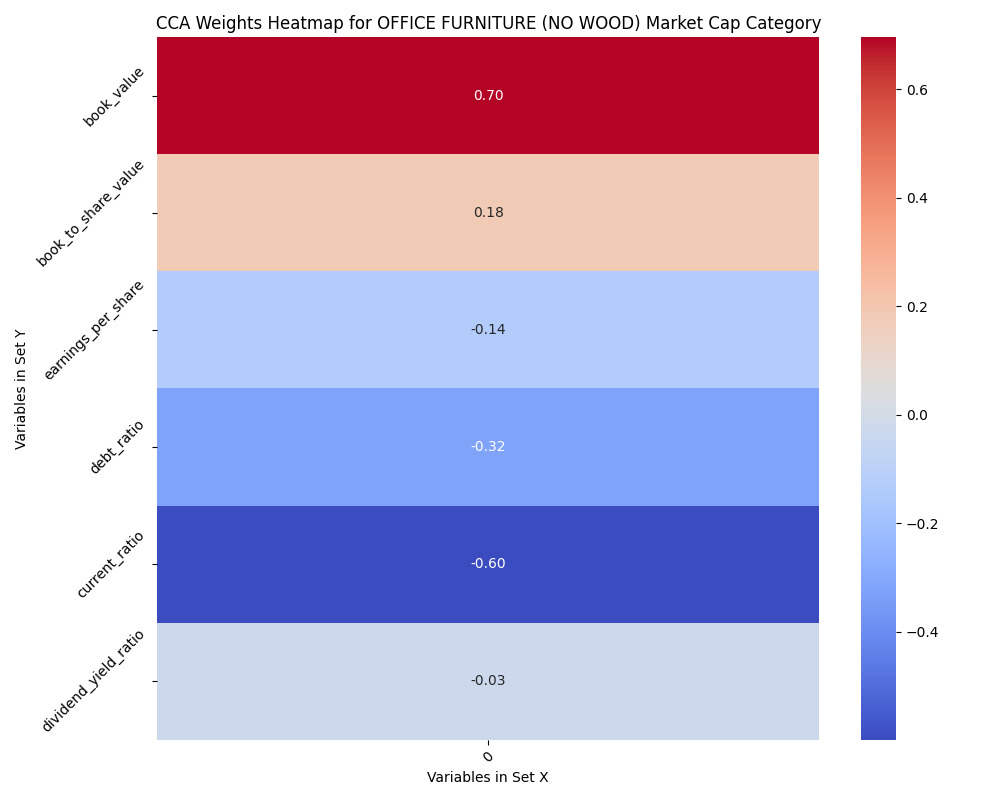 CCA Weights Heatmap for OFFICE FURNITURE (NO WOOD) Market Cap Category
book_value
0.70
book_to_share_value
0.18
earnings_per_share
-0.14
debt_ratio
-0.32
current_ratio
-0.60
dividend_yield_ratio
-0.03
Variables in Set Y
0
Variables in Set X
0.6
0.4
0.2
0.0
−0.2
−0.4